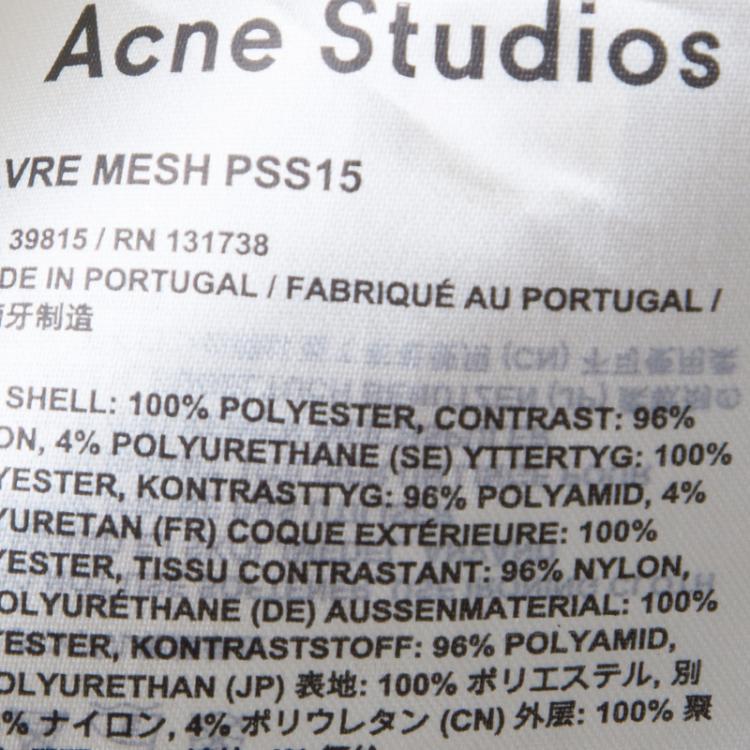 Acne Studios
VRE MESH PSS15
39815 / RN 131738
DE IN PORTUGAL / FABRIQUÉ AU PORTUGAL /
牙制造
SHELL: 100% POLYESTER, CONTRAST: 96%
ON, 4% POLYURETHANE (SE) YTTERTYG: 100%
YESTER, KONTRASTTYG: 96% POLYAMID, 4%
YURETAN (FR) COQUE EXTÉRIEURE: 100%
YESTER, TISSU CONTRASTANT: 96% NYLON,
OLYURÉTHANE (DE) AUSSENMATERIAL: 100%
YESTER, KONTRASTSTOFF: 96% POLYAMID,
OLYURETHAN (JP) 表地: 100% ポリエステル, 別
% ナイロン, 4% ポリウレタン (CN) 外层: 100% 聚